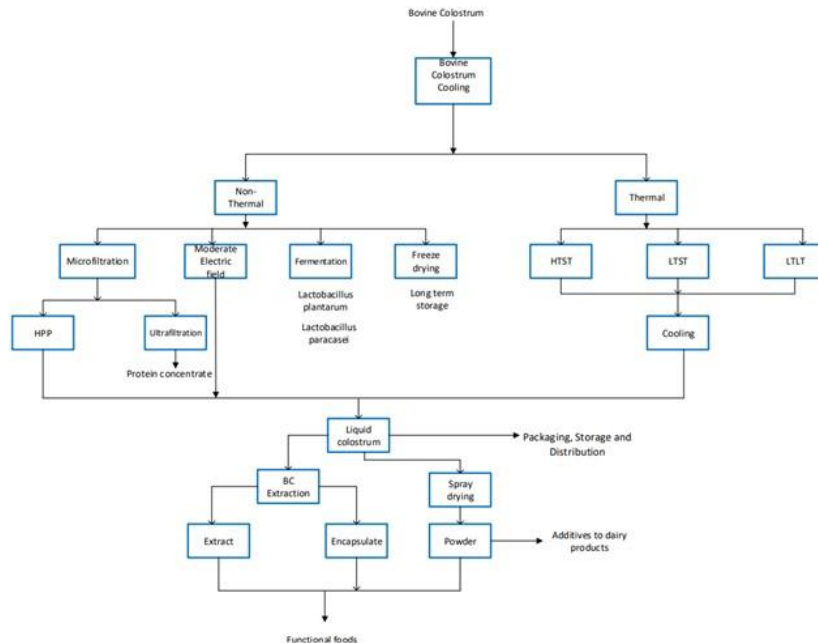 Bovine Colostrum
Bovine
Colostrum
Cooling
Non-
Thermal
Thermal
Microfiltration
Moderate
Electric
field
Fermentation
Freeze
drying
HTST
LTST
LTLT
Lactobacillus
plantarum
Lactobacillus
paracasei
Long term
storage
HPP
Ultrafiltration
Cooling
Protein concentrate
Liquid
colostrum
Packaging, Storage and
Distribution
BC
Extraction
Spray
drying
Extract
Encapsulate
Powder
Additives to dairy
products
Functional foods